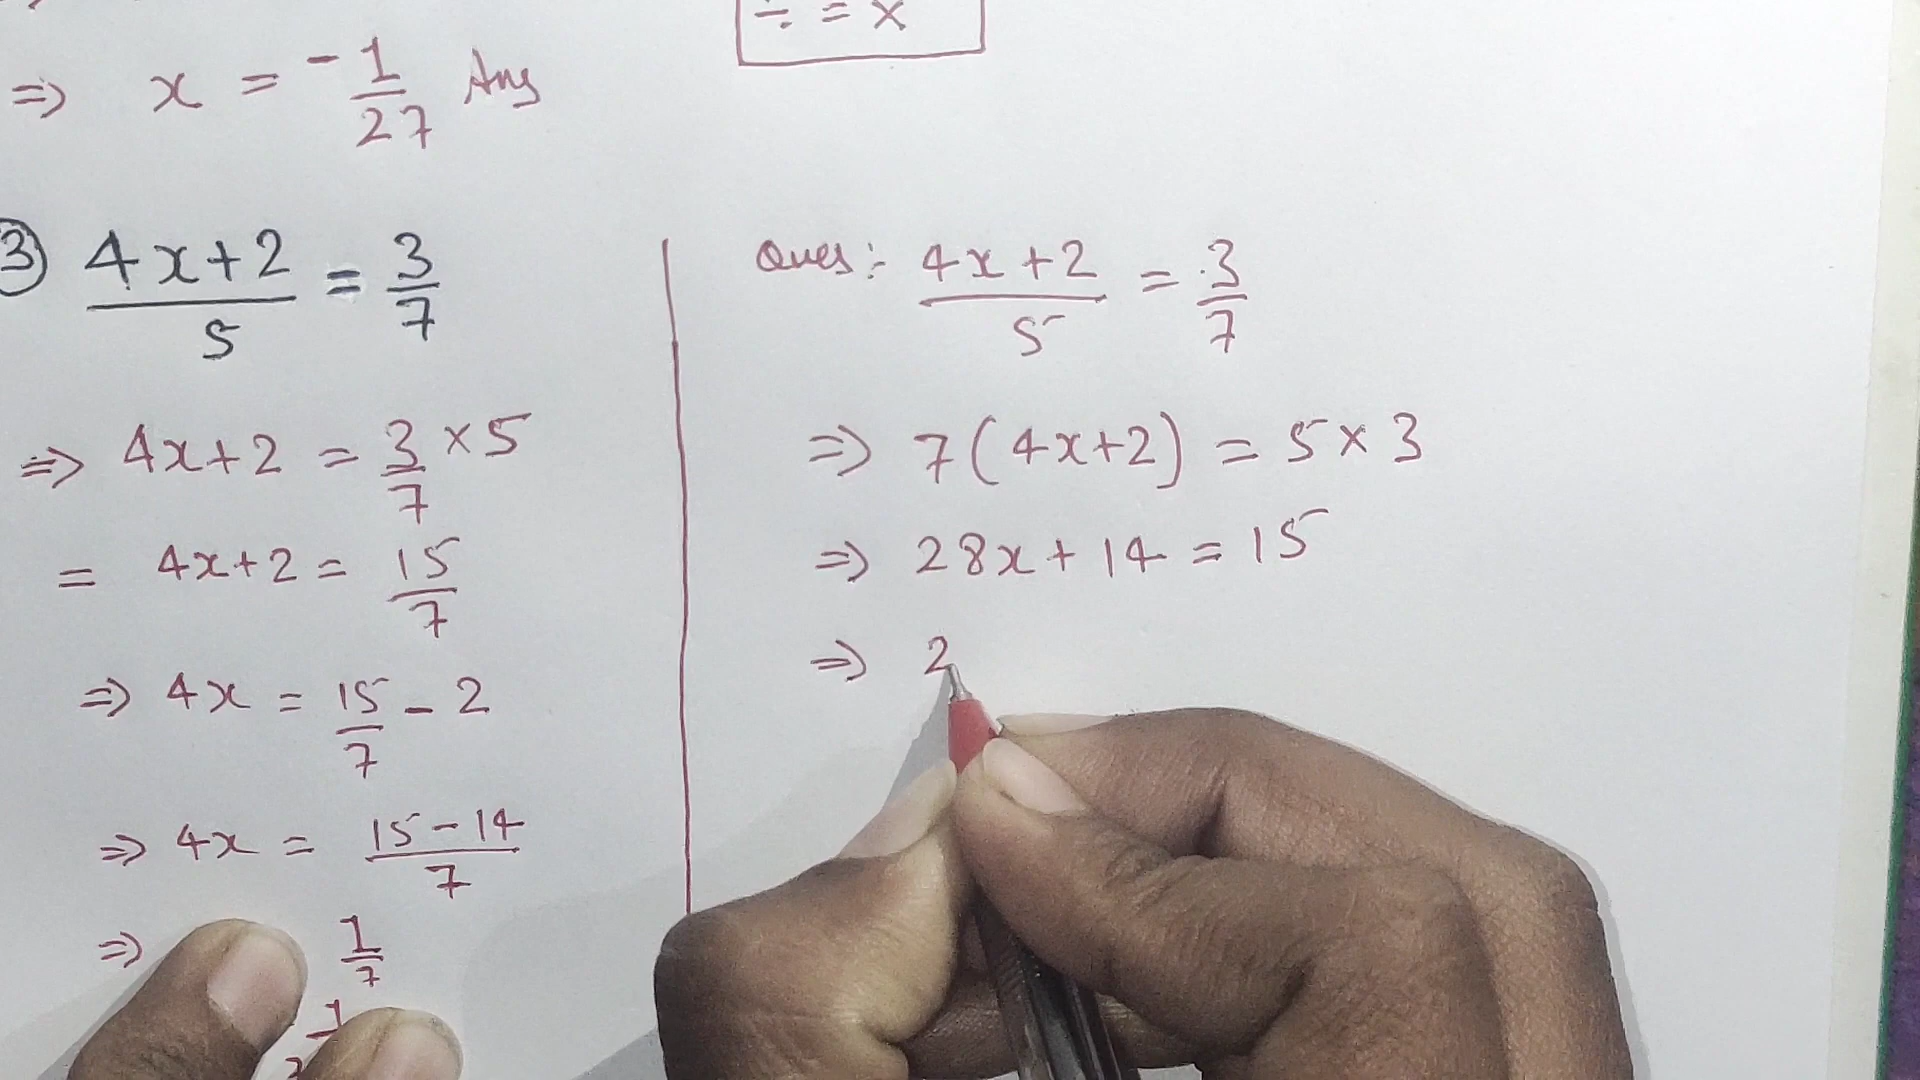 ÷ = x
⇒ x = -1/27 Ans
③ (4x+2)/5 = 3/7
⇒ 4x+2 = 3/7 × 5
= 4x+2 = 15/7
⇒ 4x = 15/7 - 2
⇒ 4x = (15-14)/7
⇒ 1/7
1
Ques:- (4x+2)/5 = 3/7
⇒ 7(4x+2) = 5×3
⇒ 28x + 14 = 15
⇒ 2